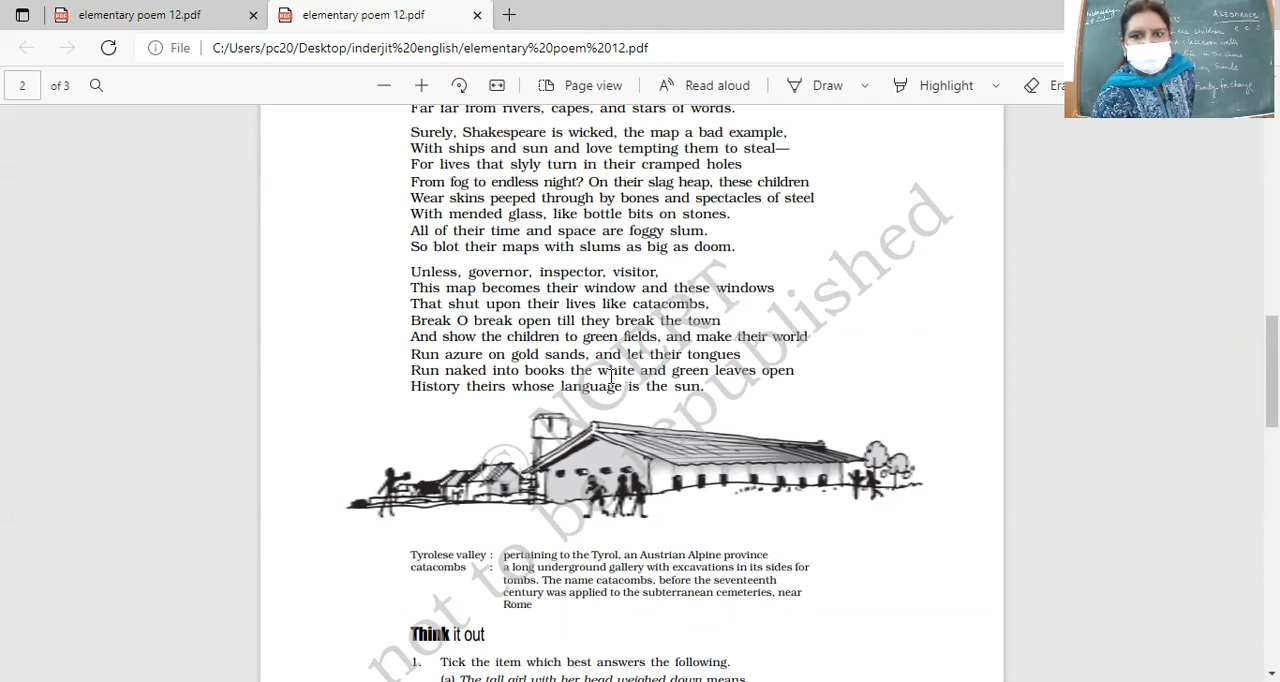 elementary poem 12.pdf
elementary poem 12.pdf
File
C:/Users/pc20/Desktop/inderjit%20english/elementary%20poem%2012.pdf
2 of 3
Page view
Read aloud
Draw
Highlight
Era
Assonance
Far far from rivers, capes, and stars of words.
Surely, Shakespeare is wicked, the map a bad example,
With ships and sun and love tempting them to steal—
For lives that slyly turn in their cramped holes
From fog to endless night? On their slag heap, these children
Wear skins peeped through by bones and spectacles of steel
With mended glass, like bottle bits on stones.
All of their time and space are foggy slum.
So blot their maps with slums as big as doom.
Unless, governor, inspector, visitor,
This map becomes their window and these windows
That shut upon their lives like catacombs,
Break O break open till they break the town
And show the children to green fields, and make their world
Run azure on gold sands, and let their tongues
Run naked into books the white and green leaves open
History theirs whose language is the sun.
© NCERT
not to be republished
Tyrolese valley : pertaining to the Tyrol, an Austrian Alpine province
catacombs : a long underground gallery with excavations in its sides for
tombs. The name catacombs, before the seventeenth
century was applied to the subterranean cemeteries, near
Rome
Think it out
1. Tick the item which best answers the following.
(a) The tall girl with her head weighed down means